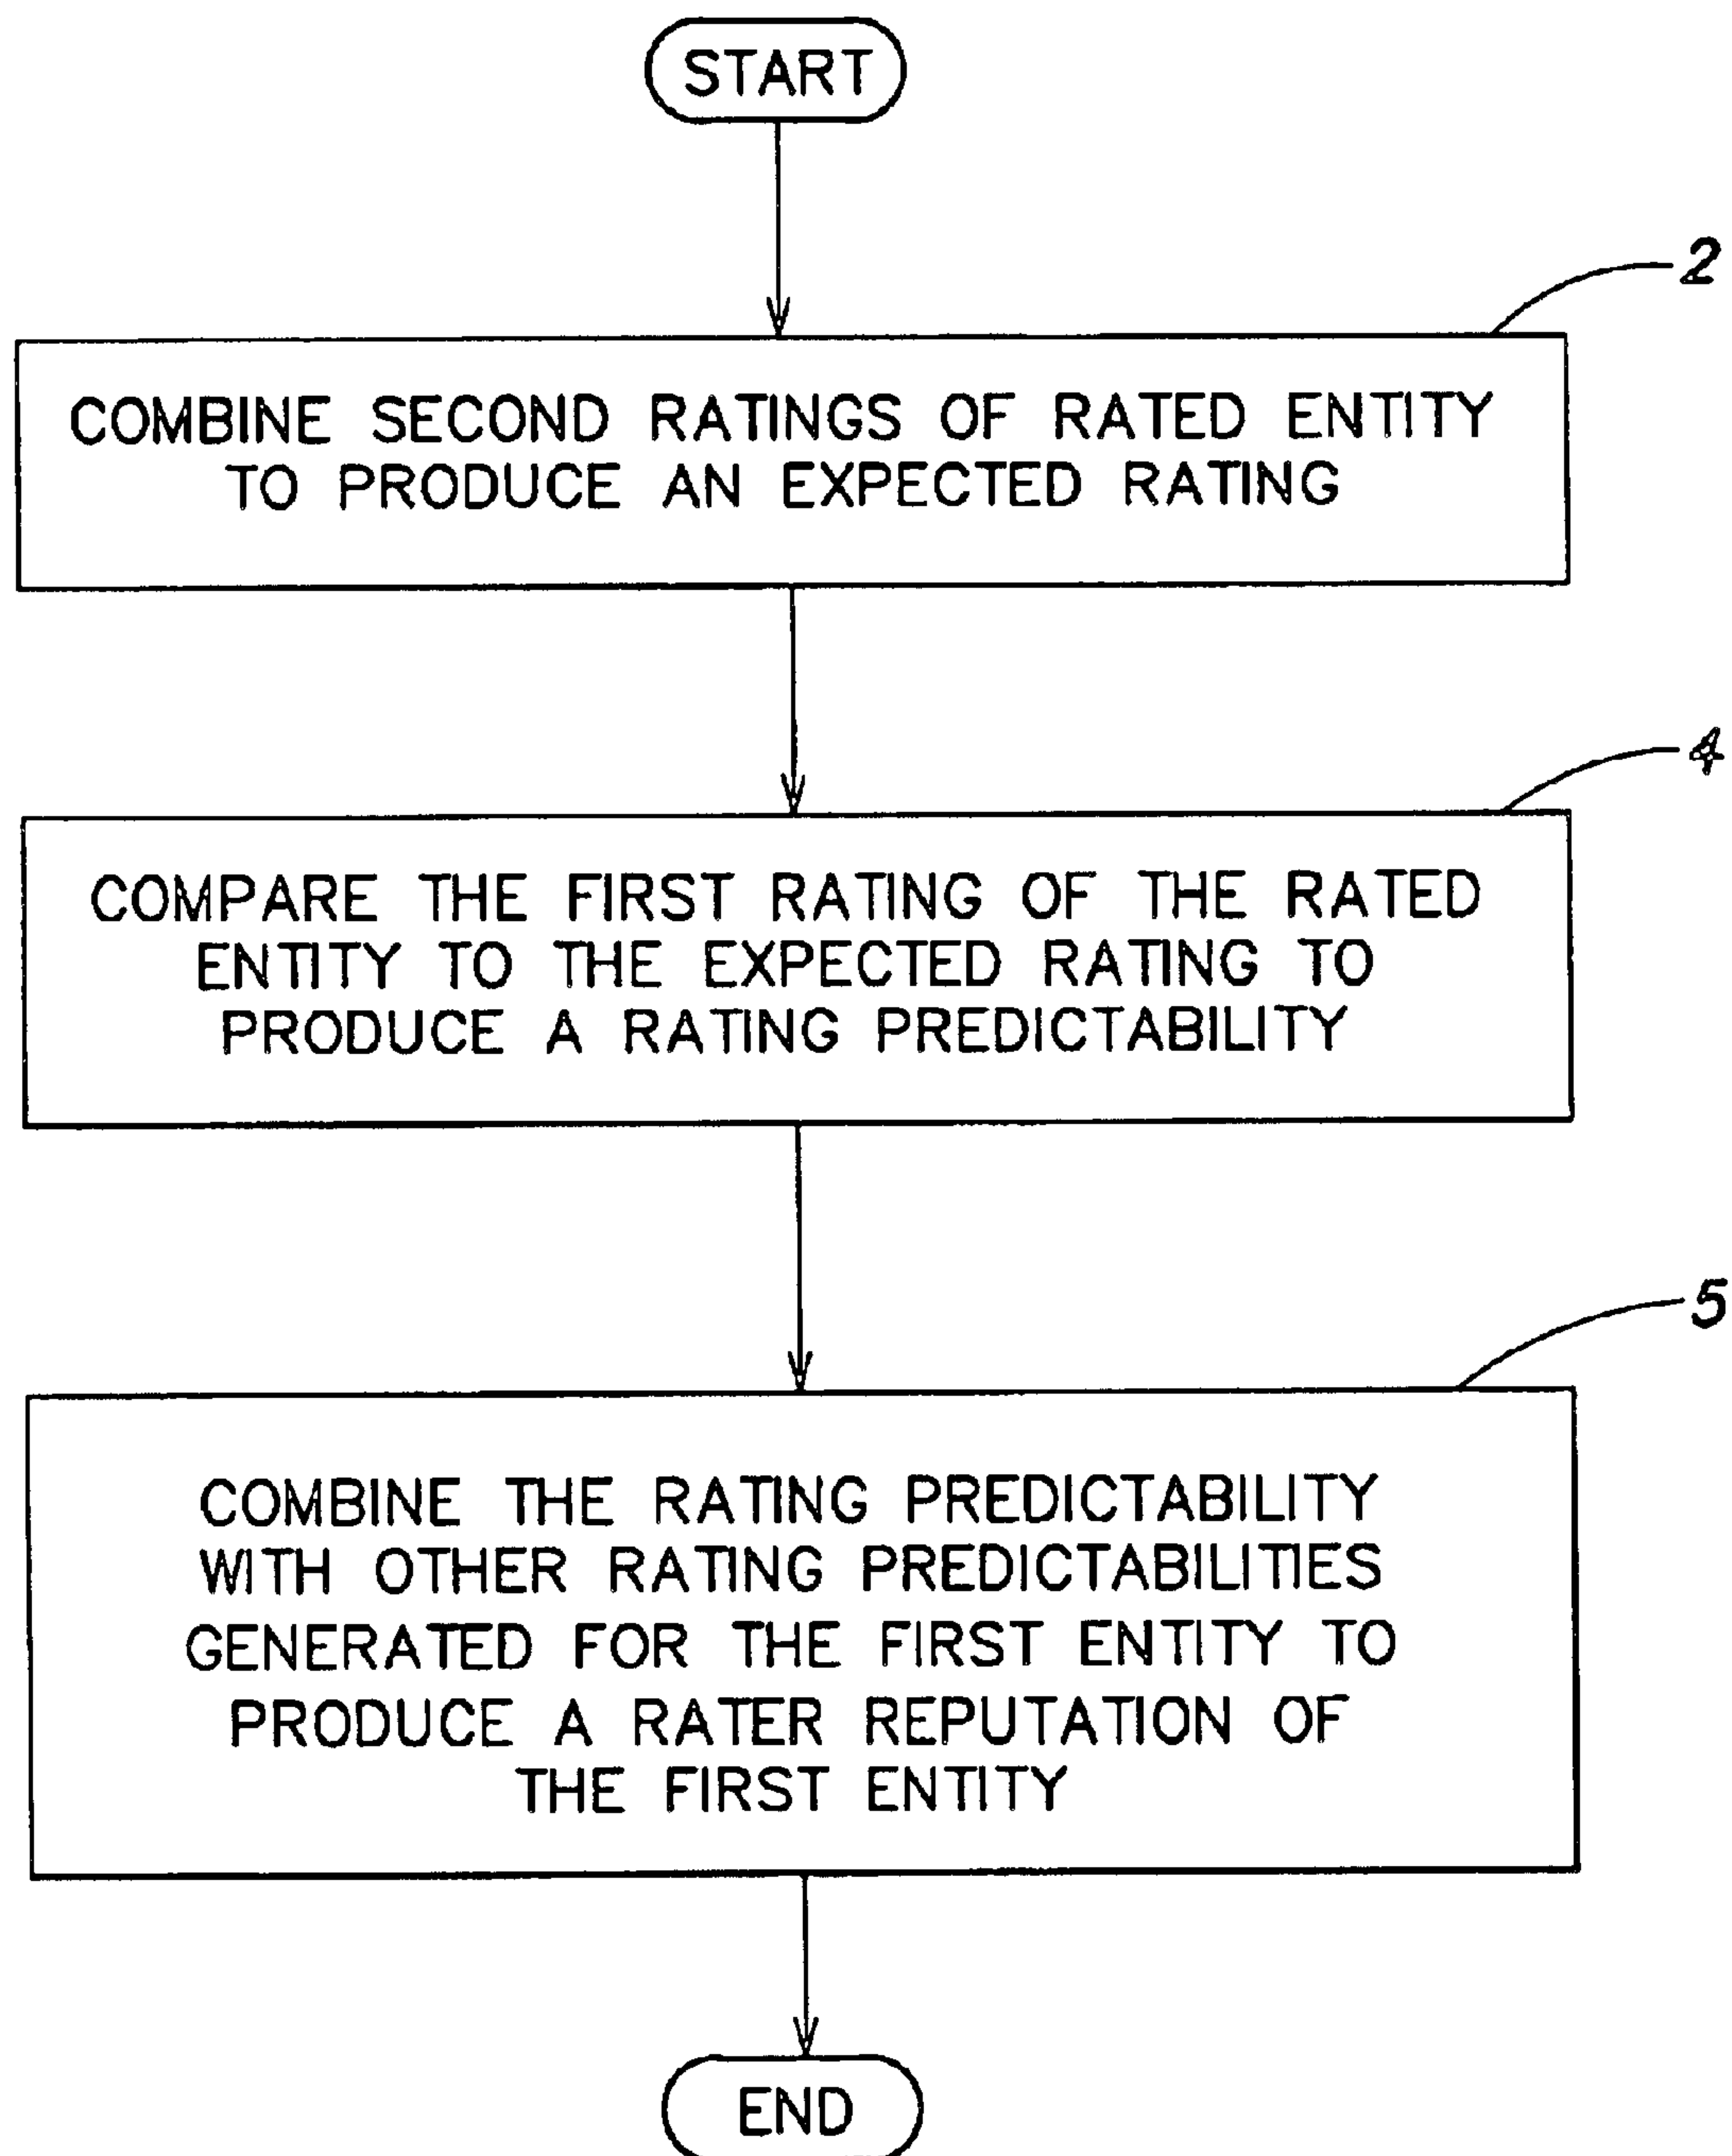 START
2
COMBINE SECOND RATINGS OF RATED ENTITY
TO PRODUCE AN EXPECTED RATING
4
COMPARE THE FIRST RATING OF THE RATED
ENTITY TO THE EXPECTED RATING TO
PRODUCE A RATING PREDICTABILITY
5
COMBINE THE RATING PREDICTABILITY
WITH OTHER RATING PREDICTABILITIES
GENERATED FOR THE FIRST ENTITY TO
PRODUCE A RATER REPUTATION OF
THE FIRST ENTITY
END